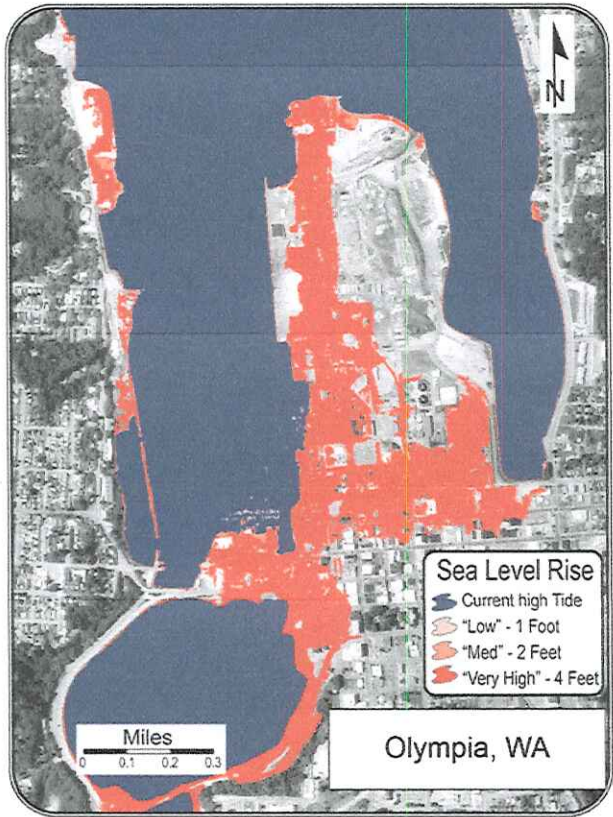 N
Sea Level Rise
Current high Tide
"Low" - 1 Foot
"Med" - 2 Feet
"Very High" - 4 Feet
Miles
0 0.1 0.2 0.3
Olympia, WA